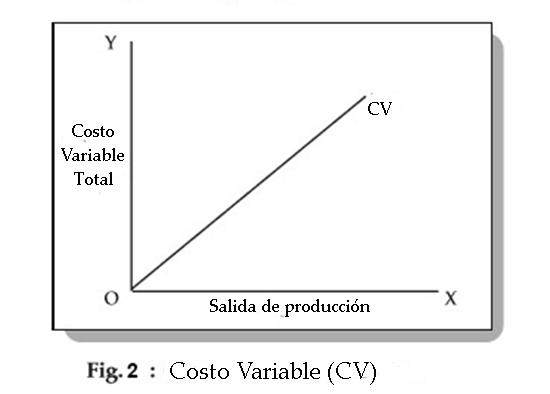 Y
Costo
Variable
Total
CV
O
Salida de producción
X
Fig.2 : Costo Variable (CV)